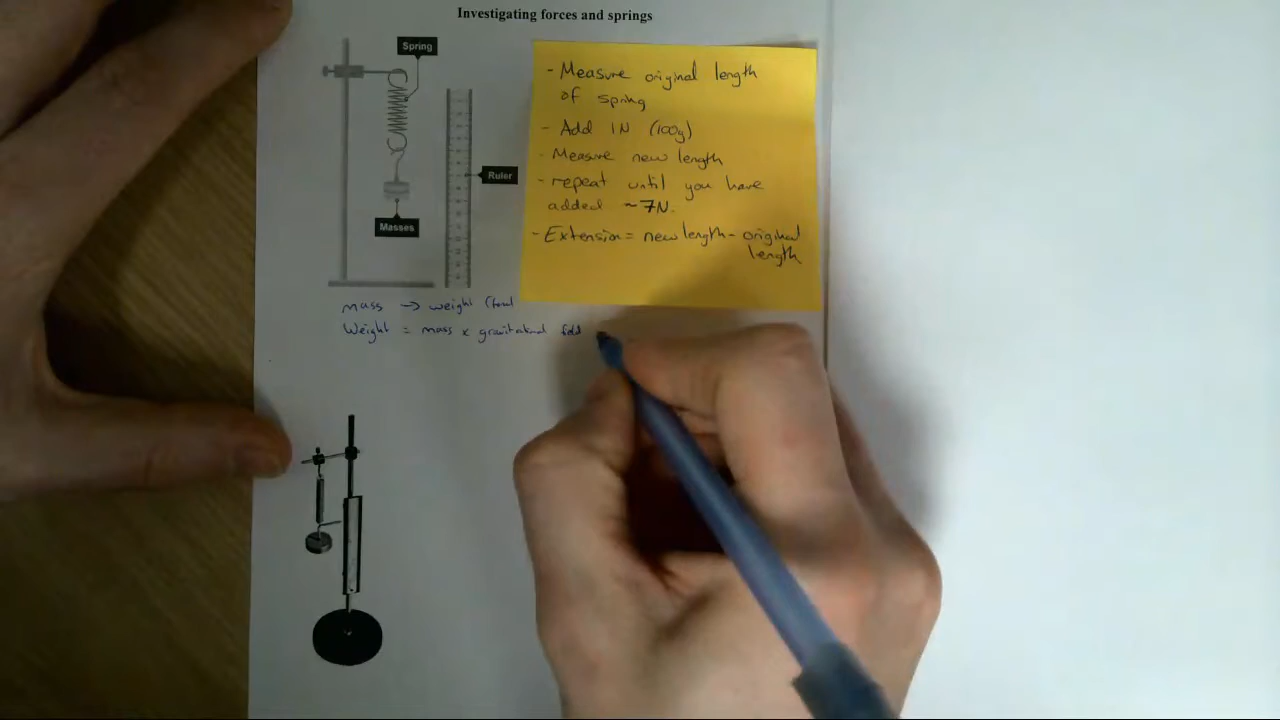 Investigating forces and springs
Spring
Ruler
Masses
- Measure original length
of spring
- Add 1N (100g)
- Measure new length
- repeat until you have
added ~7N.
- Extension = new length - original
length
mass → weight (
Weight = mass x gravitational